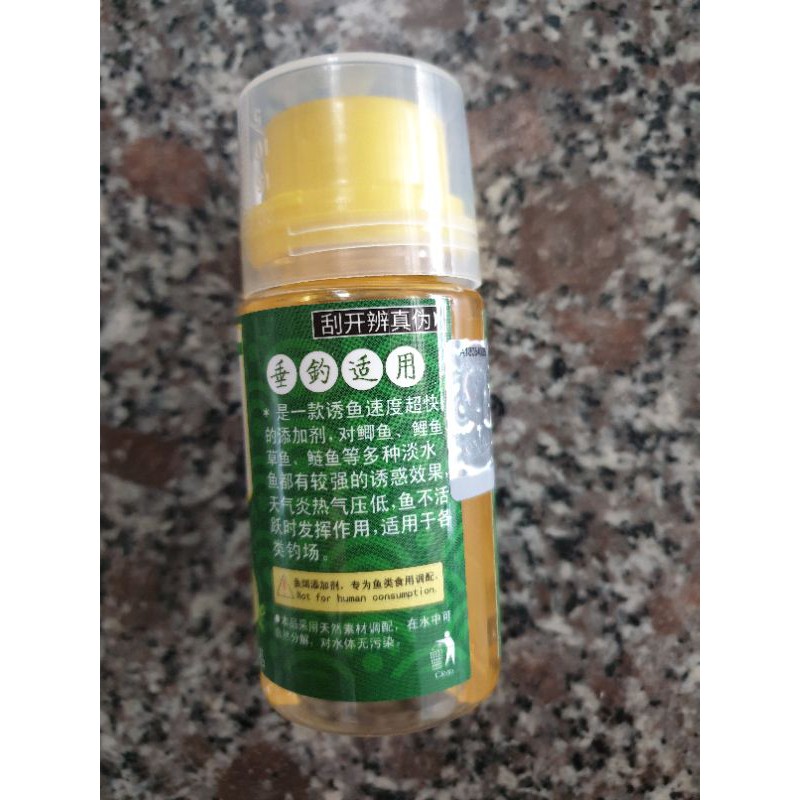 刮开辨真伪
垂钓适用
*是一款诱鱼速度超快
的添加剂,对鲫鱼、鲤鱼、
草鱼、鲢鱼等多种淡水
鱼都有较强的诱惑效果,
天气炎热气压低,鱼不活
跃时发挥作用,适用于各
类钓场。
鱼饵添加剂,专为鱼类食用调配.
Not for human consumption.
*本品采用天然素材调配,在水中可
自然分解,对水体无污染。